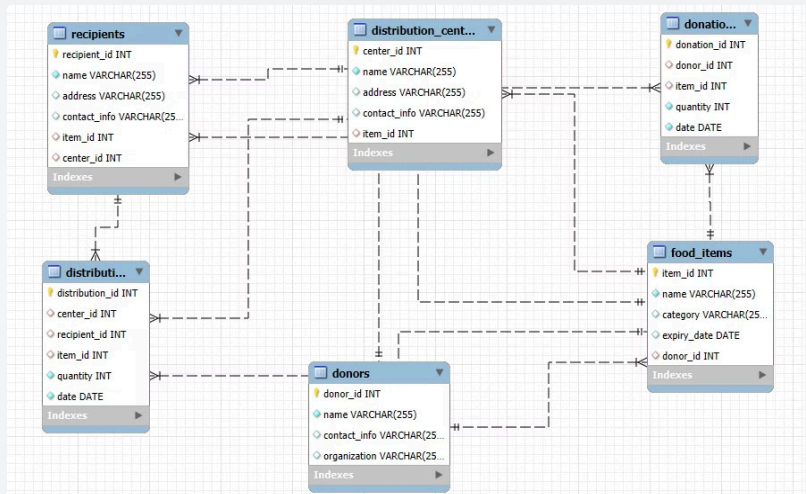 recipients
recipient_id INT
name VARCHAR(255)
address VARCHAR(255)
contact_info VARCHAR(25...
item_id INT
center_id INT
Indexes
distribution_cent...
center_id INT
name VARCHAR(255)
address VARCHAR(255)
contact_info VARCHAR(255)
item_id INT
Indexes
donatio...
donation_id INT
donor_id INT
item_id INT
quantity INT
date DATE
Indexes
distributi...
distribution_id INT
center_id INT
recipient_id INT
item_id INT
quantity INT
date DATE
Indexes
donors
donor_id INT
name VARCHAR(255)
contact_info VARCHAR(25...
organization VARCHAR(25...
Indexes
food_items
item_id INT
name VARCHAR(255)
category VARCHAR(25...
expiry_date DATE
donor_id INT
Indexes